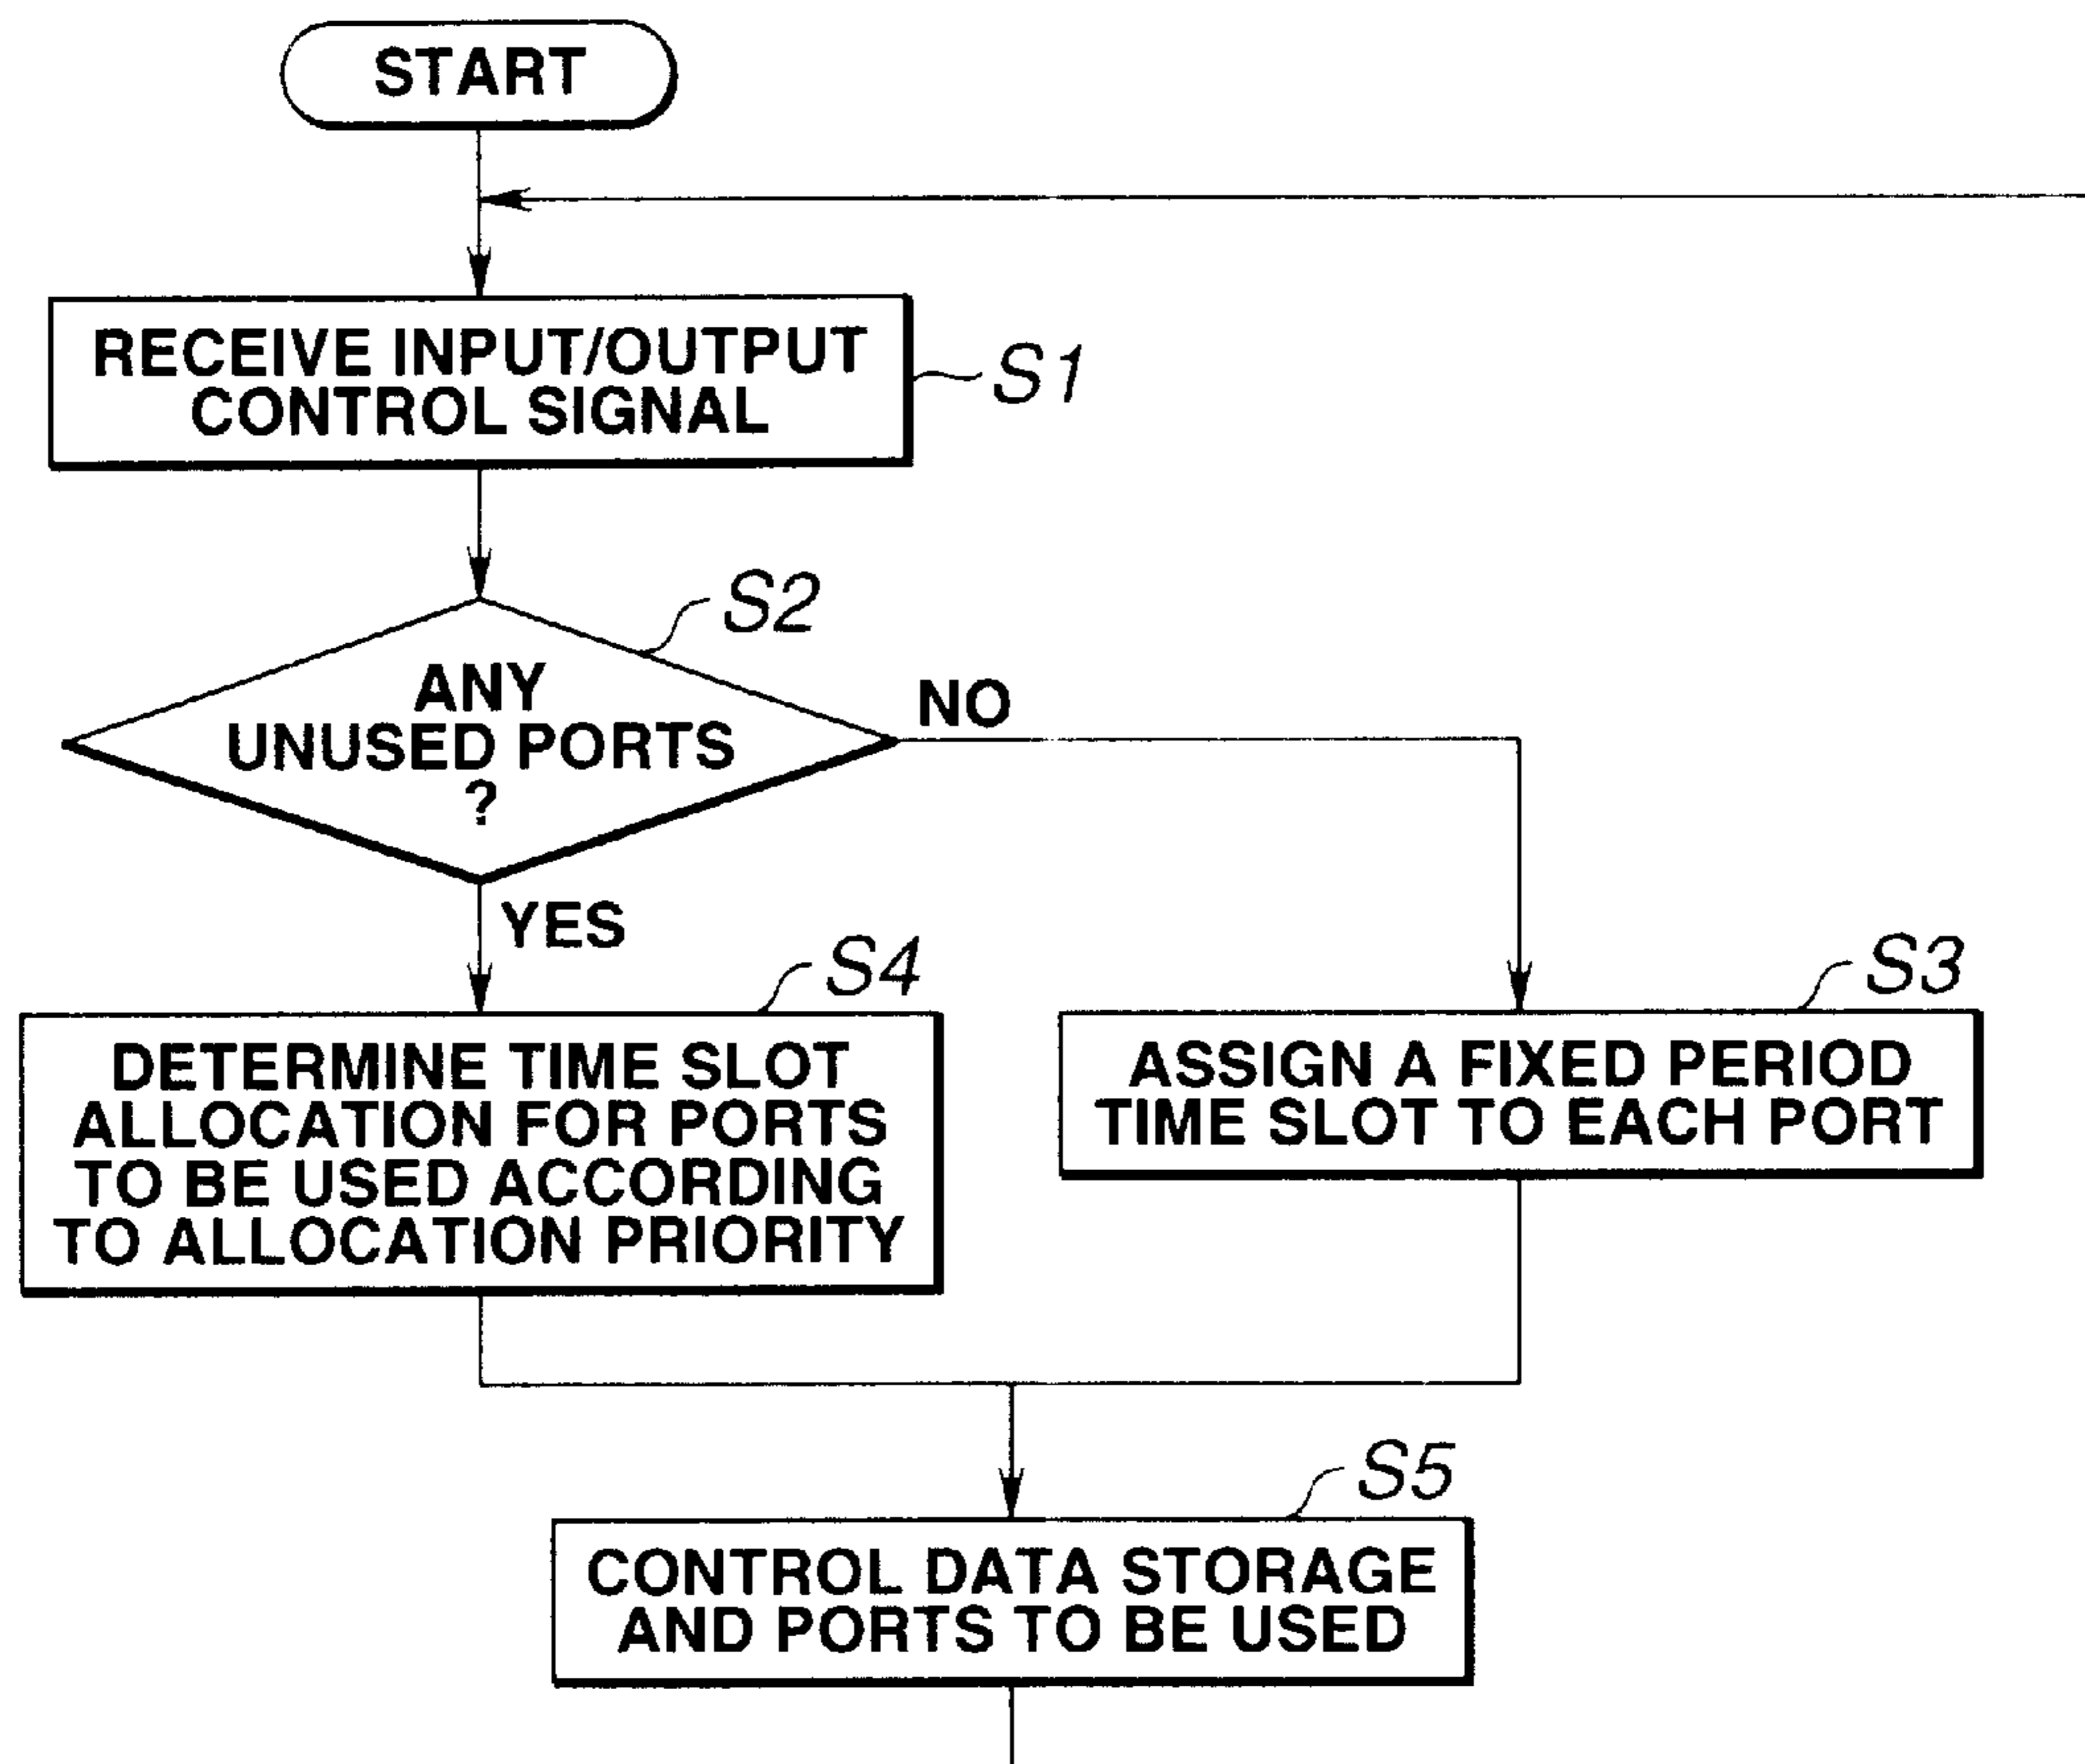 START
RECEIVE INPUT/OUTPUT
CONTROL SIGNAL
S1
S2
ANY
UNUSED PORTS
?
NO
YES
S4
DETERMINE TIME SLOT
ALLOCATION FOR PORTS
TO BE USED ACCORDING
TO ALLOCATION PRIORITY
S3
ASSIGN A FIXED PERIOD
TIME SLOT TO EACH PORT
S5
CONTROL DATA STORAGE
AND PORTS TO BE USED